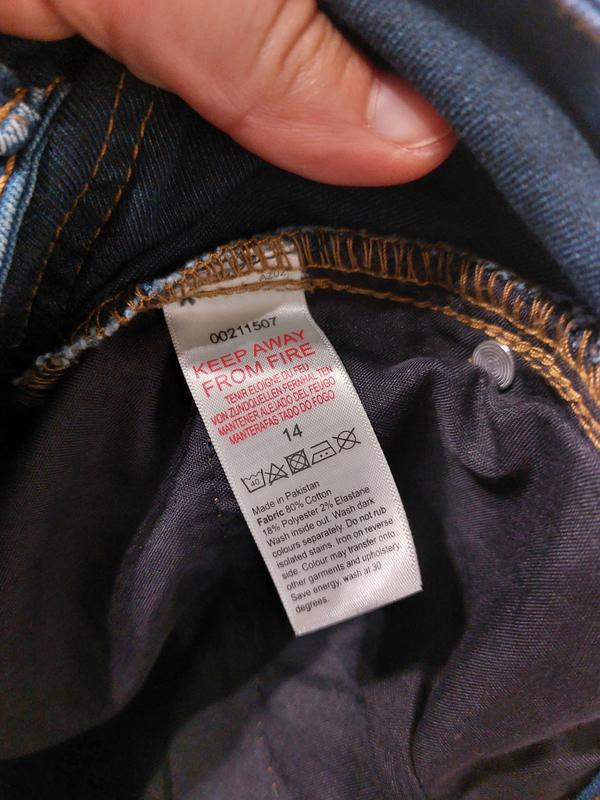 00211507
KEEP AWAY
FROM FIRE
TENIR ELOIGNE DU FEU
VON ZUNDQUELLEN FERNHALTEN
MANTENER ALEJADO DEL FUEGO
MANTERAFAS TADO DO FOGO
14
40
Made in Pakistan
Fabric 80% Cotton
18% Polyester 2% Elastane
Wash inside out. Wash dark
colours separately. Do not rub
isolated stains. Iron on reverse
side. Colour may transfer onto
other garments and upholstery.
Save energy, wash at 30
degrees.